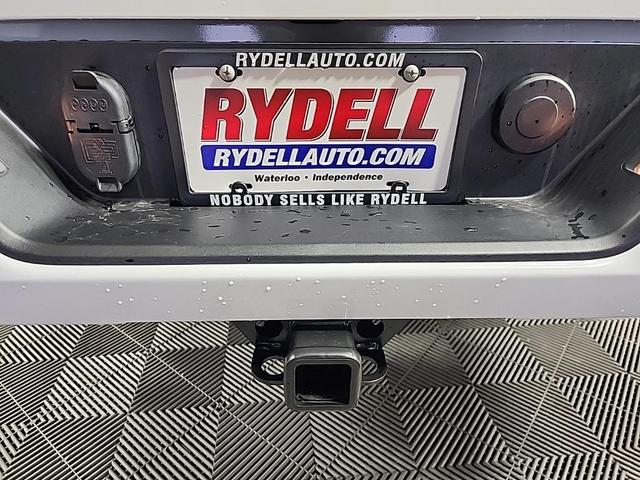 RYDELLAUTO.COM
RYDELL
RYDELLAUTO.COM
Waterloo • Independence
NOBODY SELLS LIKE RYDELL